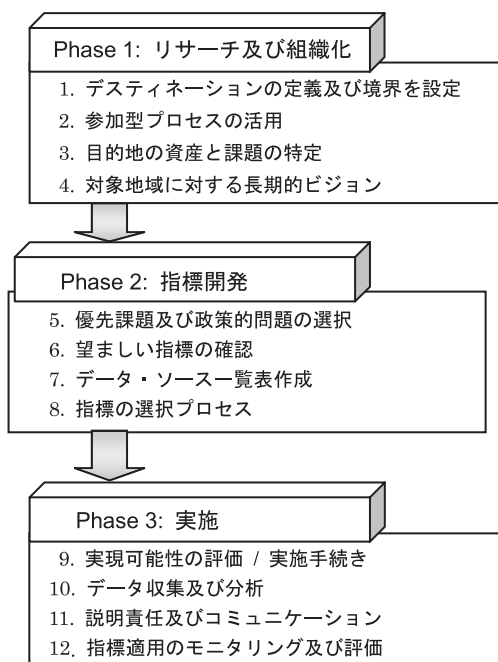 Phase 1: リサーチ及び組織化
1. デスティネーションの定義及び境界を設定
2. 参加型プロセスの活用
3. 目的地の資産と課題の特定
4. 対象地域に対する長期的ビジョン
Phase 2: 指標開発
5. 優先課題及び政策的問題の選択
6. 望ましい指標の確認
7. データ・ソース一覧表作成
8. 指標の選択プロセス
Phase 3: 実施
9. 実現可能性の評価 / 実施手続き
10. データ収集及び分析
11. 説明責任及びコミュニケーション
12. 指標適用のモニタリング及び評価